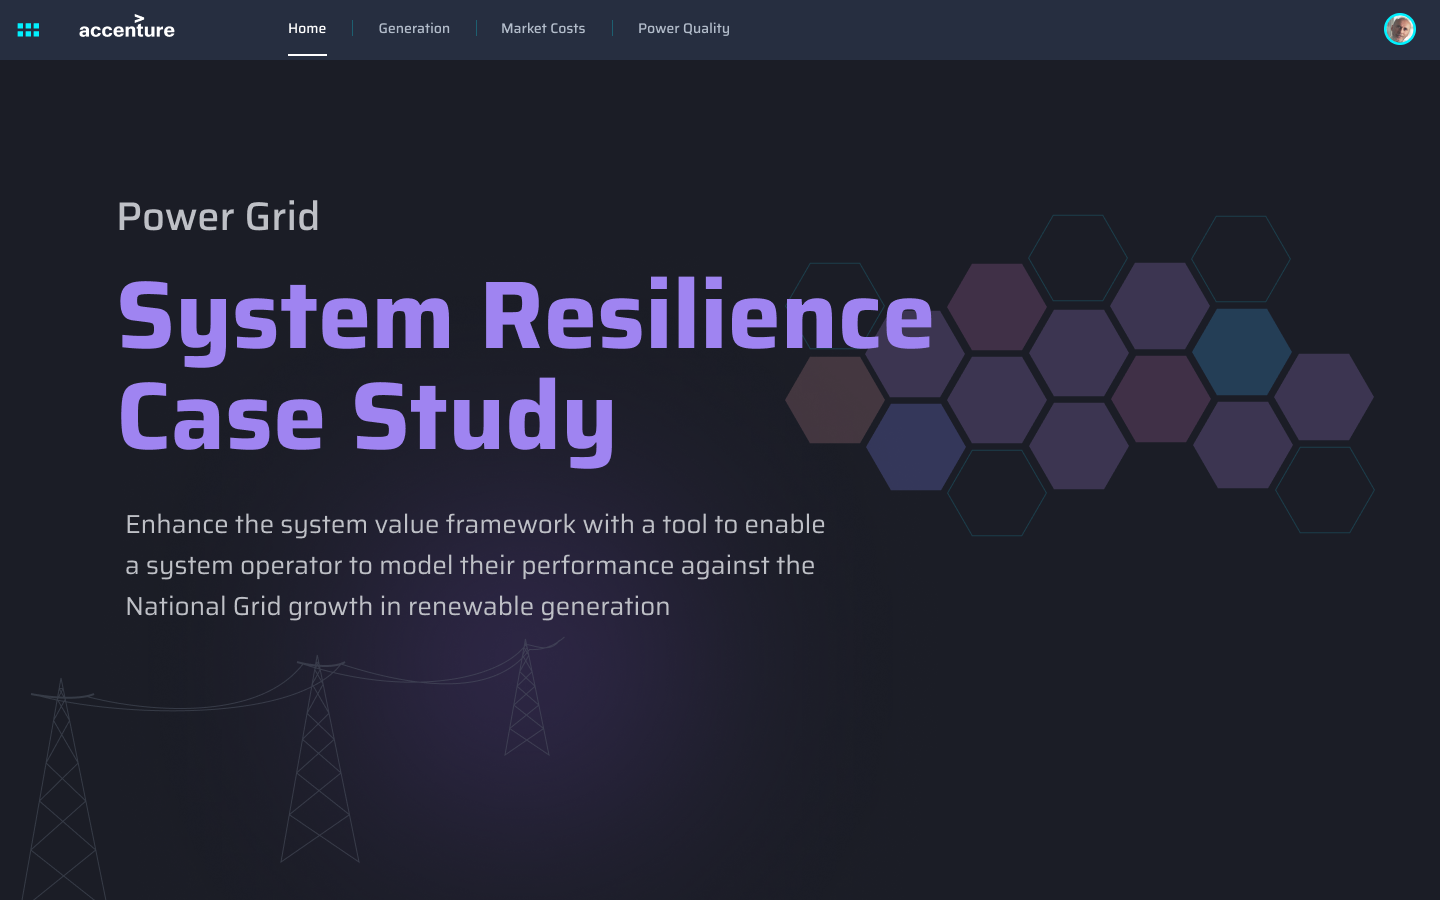 accenture
Home
Generation
Market Costs
Power Quality
Power Grid
System Resilience
Case Study
Enhance the system value framework with a tool to enable
a system operator to model their performance against the
National Grid growth in renewable generation